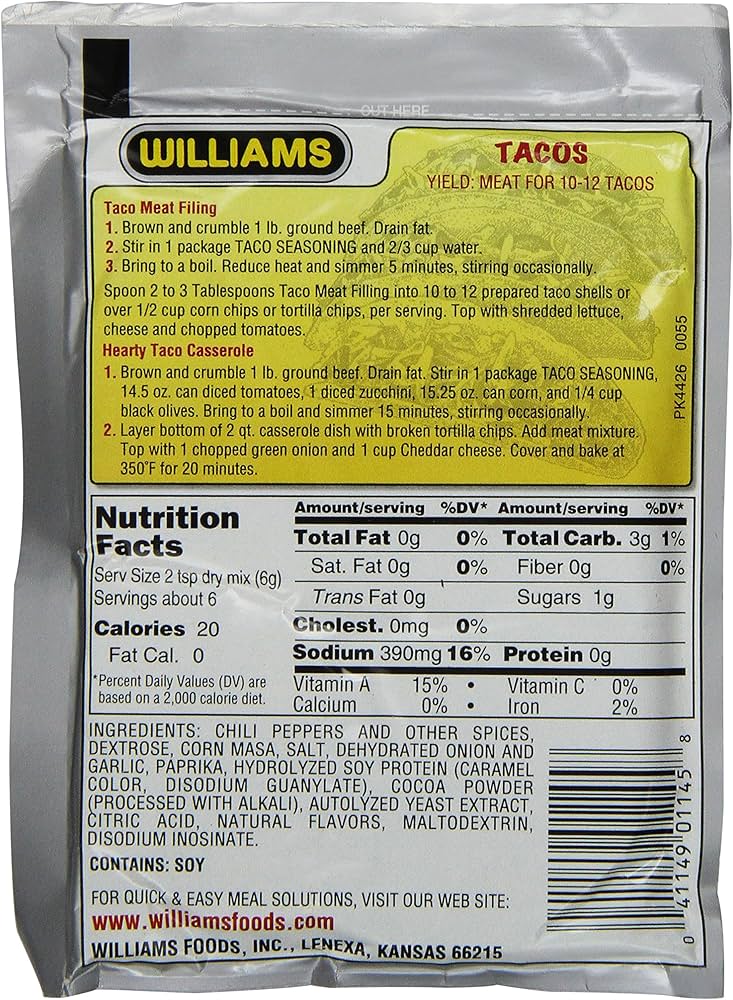 CUT HERE
WILLIAMS
TACOS
YIELD: MEAT FOR 10-12 TACOS
Taco Meat Filing
1. Brown and crumble 1 lb. ground beef. Drain fat.
2. Stir in 1 package TACO SEASONING and 2/3 cup water.
3. Bring to a boil. Reduce heat and simmer 5 minutes, stirring occasionally.
Spoon 2 to 3 Tablespoons Taco Meat Filling into 10 to 12 prepared taco shells or
over 1/2 cup corn chips or tortilla chips, per serving. Top with shredded lettuce,
cheese and chopped tomatoes.
Hearty Taco Casserole
1. Brown and crumble 1 lb. ground beef. Drain fat. Stir in 1 package TACO SEASONING,
14.5 oz. can diced tomatoes, 1 diced zucchini, 15.25 oz. can corn, and 1/4 cup
black olives. Bring to a boil and simmer 15 minutes, stirring occasionally.
2. Layer bottom of 2 qt. casserole dish with broken tortilla chips. Add meat mixture.
Top with 1 chopped green onion and 1 cup Cheddar cheese. Cover and bake at
350°F for 20 minutes.
PK4426 0055
Nutrition
Facts
Serv Size 2 tsp dry mix (6g)
Servings about 6
Calories 20
Fat Cal. 0
*Percent Daily Values (DV) are
based on a 2,000 calorie diet.
Amount/serving %DV* Amount/serving %DV*
Total Fat 0g 0% Total Carb. 3g 1%
Sat. Fat 0g 0% Fiber 0g 0%
Trans Fat 0g Sugars 1g
Cholest. 0mg 0%
Sodium 390mg 16% Protein 0g
Vitamin A 15% • Vitamin C 0%
Calcium 0% • Iron 2%
INGREDIENTS: CHILI PEPPERS AND OTHER SPICES,
DEXTROSE, CORN MASA, SALT, DEHYDRATED ONION AND
GARLIC, PAPRIKA, HYDROLYZED SOY PROTEIN (CARAMEL
COLOR, DISODIUM GUANYLATE), COCOA POWDER
(PROCESSED WITH ALKALI), AUTOLYZED YEAST EXTRACT,
CITRIC ACID, NATURAL FLAVORS, MALTODEXTRIN,
DISODIUM INOSINATE.
CONTAINS: SOY
0 41149 01145 8
FOR QUICK & EASY MEAL SOLUTIONS, VISIT OUR WEB SITE:
www.williamsfoods.com
WILLIAMS FOODS, INC., LENEXA, KANSAS 66215